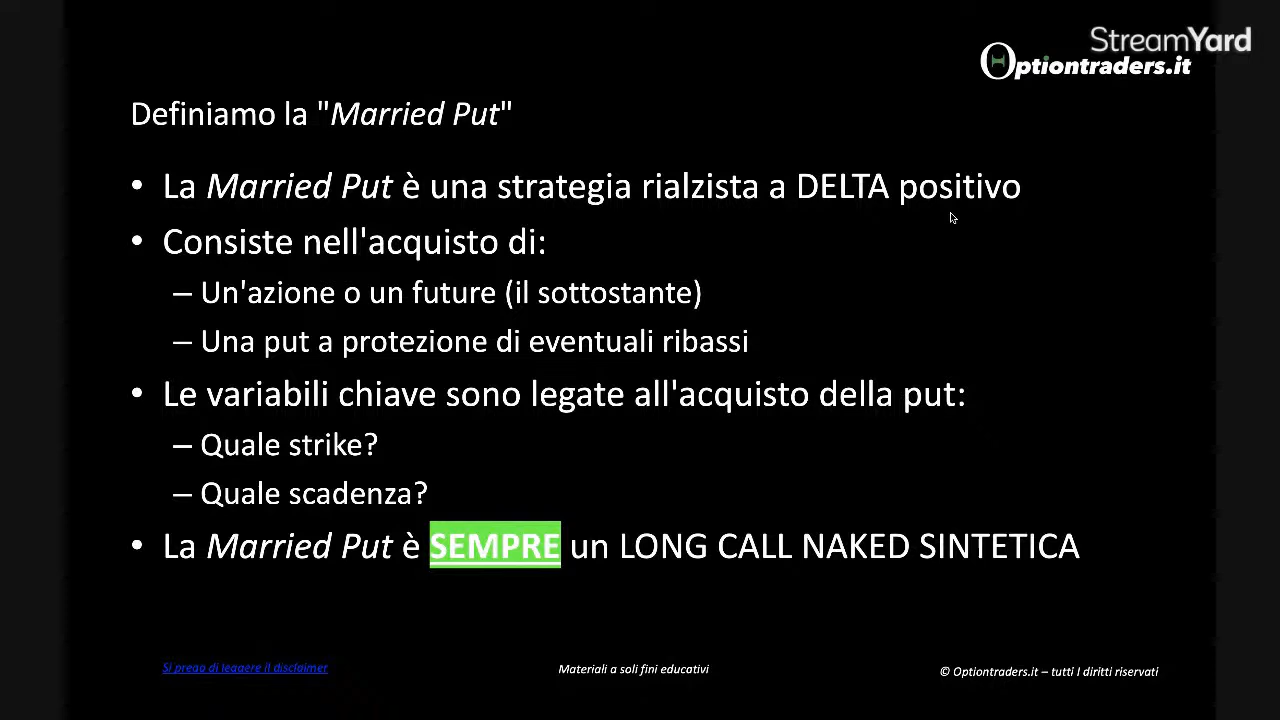 StreamYard
Optiontraders.it
Definiamo la "Married Put"
• La Married Put è una strategia rialzista a DELTA positivo
• Consiste nell'acquisto di:
– Un'azione o un future (il sottostante)
– Una put a protezione di eventuali ribassi
• Le variabili chiave sono legate all'acquisto della put:
– Quale strike?
– Quale scadenza?
• La Married Put è SEMPRE un LONG CALL NAKED SINTETICA
Si prega di leggere il disclaimer
Materiali a soli fini educativi
© Optiontraders.it – tutti I diritti riservati